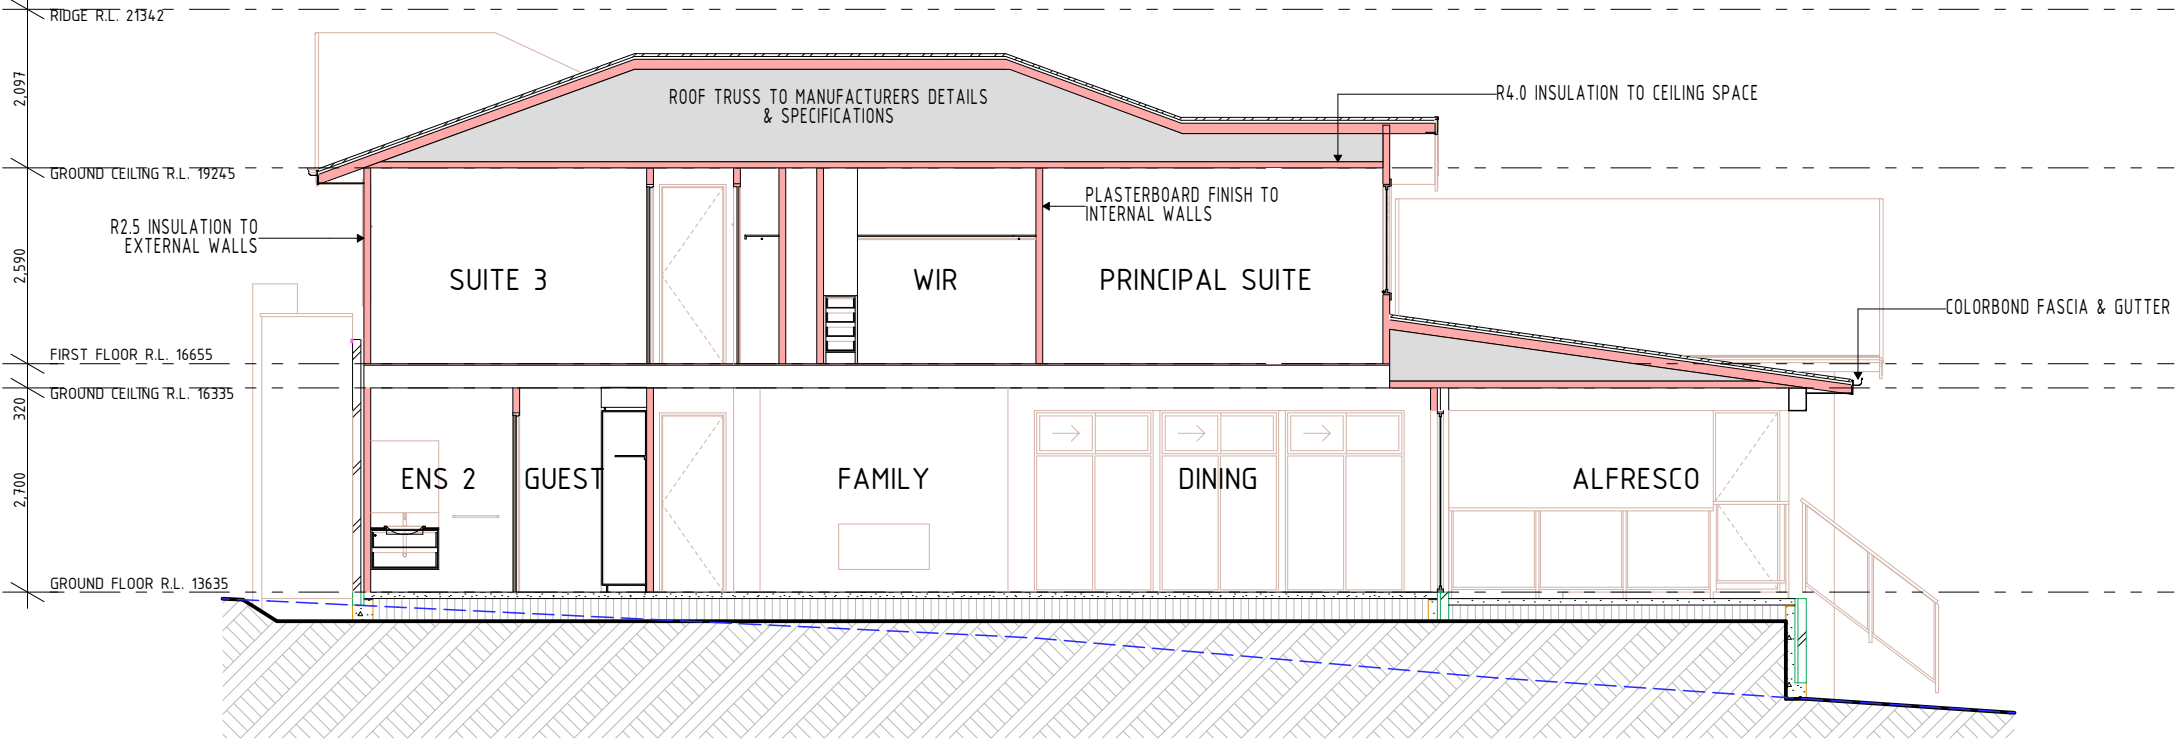 RIDGE R.L. 21342
2,097
ROOF TRUSS TO MANUFACTURERS DETAILS
& SPECIFICATIONS
R4.0 INSULATION TO CEILING SPACE
GROUND CEILING R.L. 19245
PLASTERBOARD FINISH TO
INTERNAL WALLS
R2.5 INSULATION TO
EXTERNAL WALLS
2,590
SUITE 3
WIR
PRINCIPAL SUITE
COLORBOND FASCIA & GUTTER
FIRST FLOOR R.L. 16655
GROUND CEILING R.L. 16335
320
2,700
ENS 2
GUEST
FAMILY
DINING
ALFRESCO
GROUND FLOOR R.L. 13635